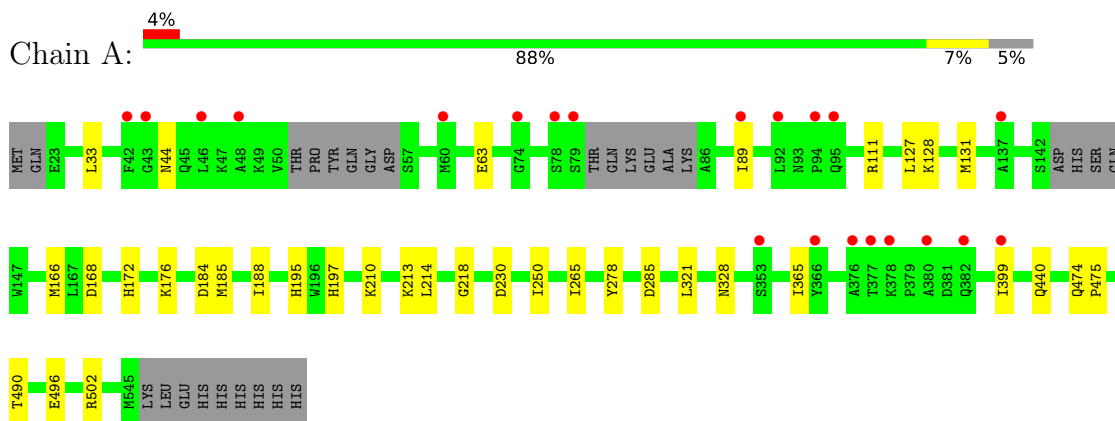 4%
Chain A:
88% 7% 5%
MET GLN E23 L33 F42 G43 N44 Q45 L46 K47 A48 K49 V50 THR PRO TYR GLN GLY ASP S57 M60 E63 G74 S78 S79 THR GLN LYS GLU ALA LYS A86 I89 L92 N93 P94 Q95 R111 L127 K128 M131 A137 S142 ASP HIS SER GLN
W147 M166 L167 D168 H172 K176 D184 M185 I188 H195 W196 H197 K210 K213 L214 G218 D230 I250 I265 Y278 D285 L321 N328 S353 I365 Y366 A376 T377 K378 P379 A380 D381 Q382 I399 Q440 Q474 P475
T490 E496 R502 M545 LYS LEU GLU HIS HIS HIS HIS HIS HIS